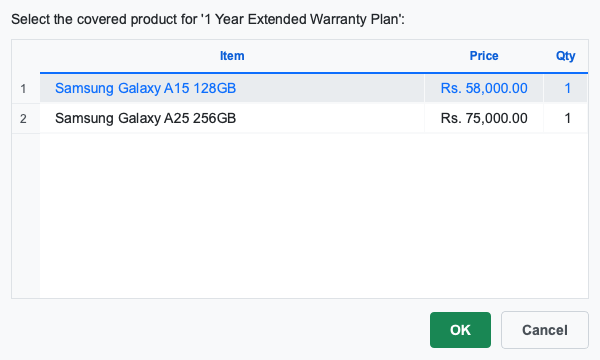 Select the covered product for '1 Year Extended Warranty Plan':
Item Price Qty
1 Samsung Galaxy A15 128GB Rs. 58,000.00 1
2 Samsung Galaxy A25 256GB Rs. 75,000.00 1
OK Cancel